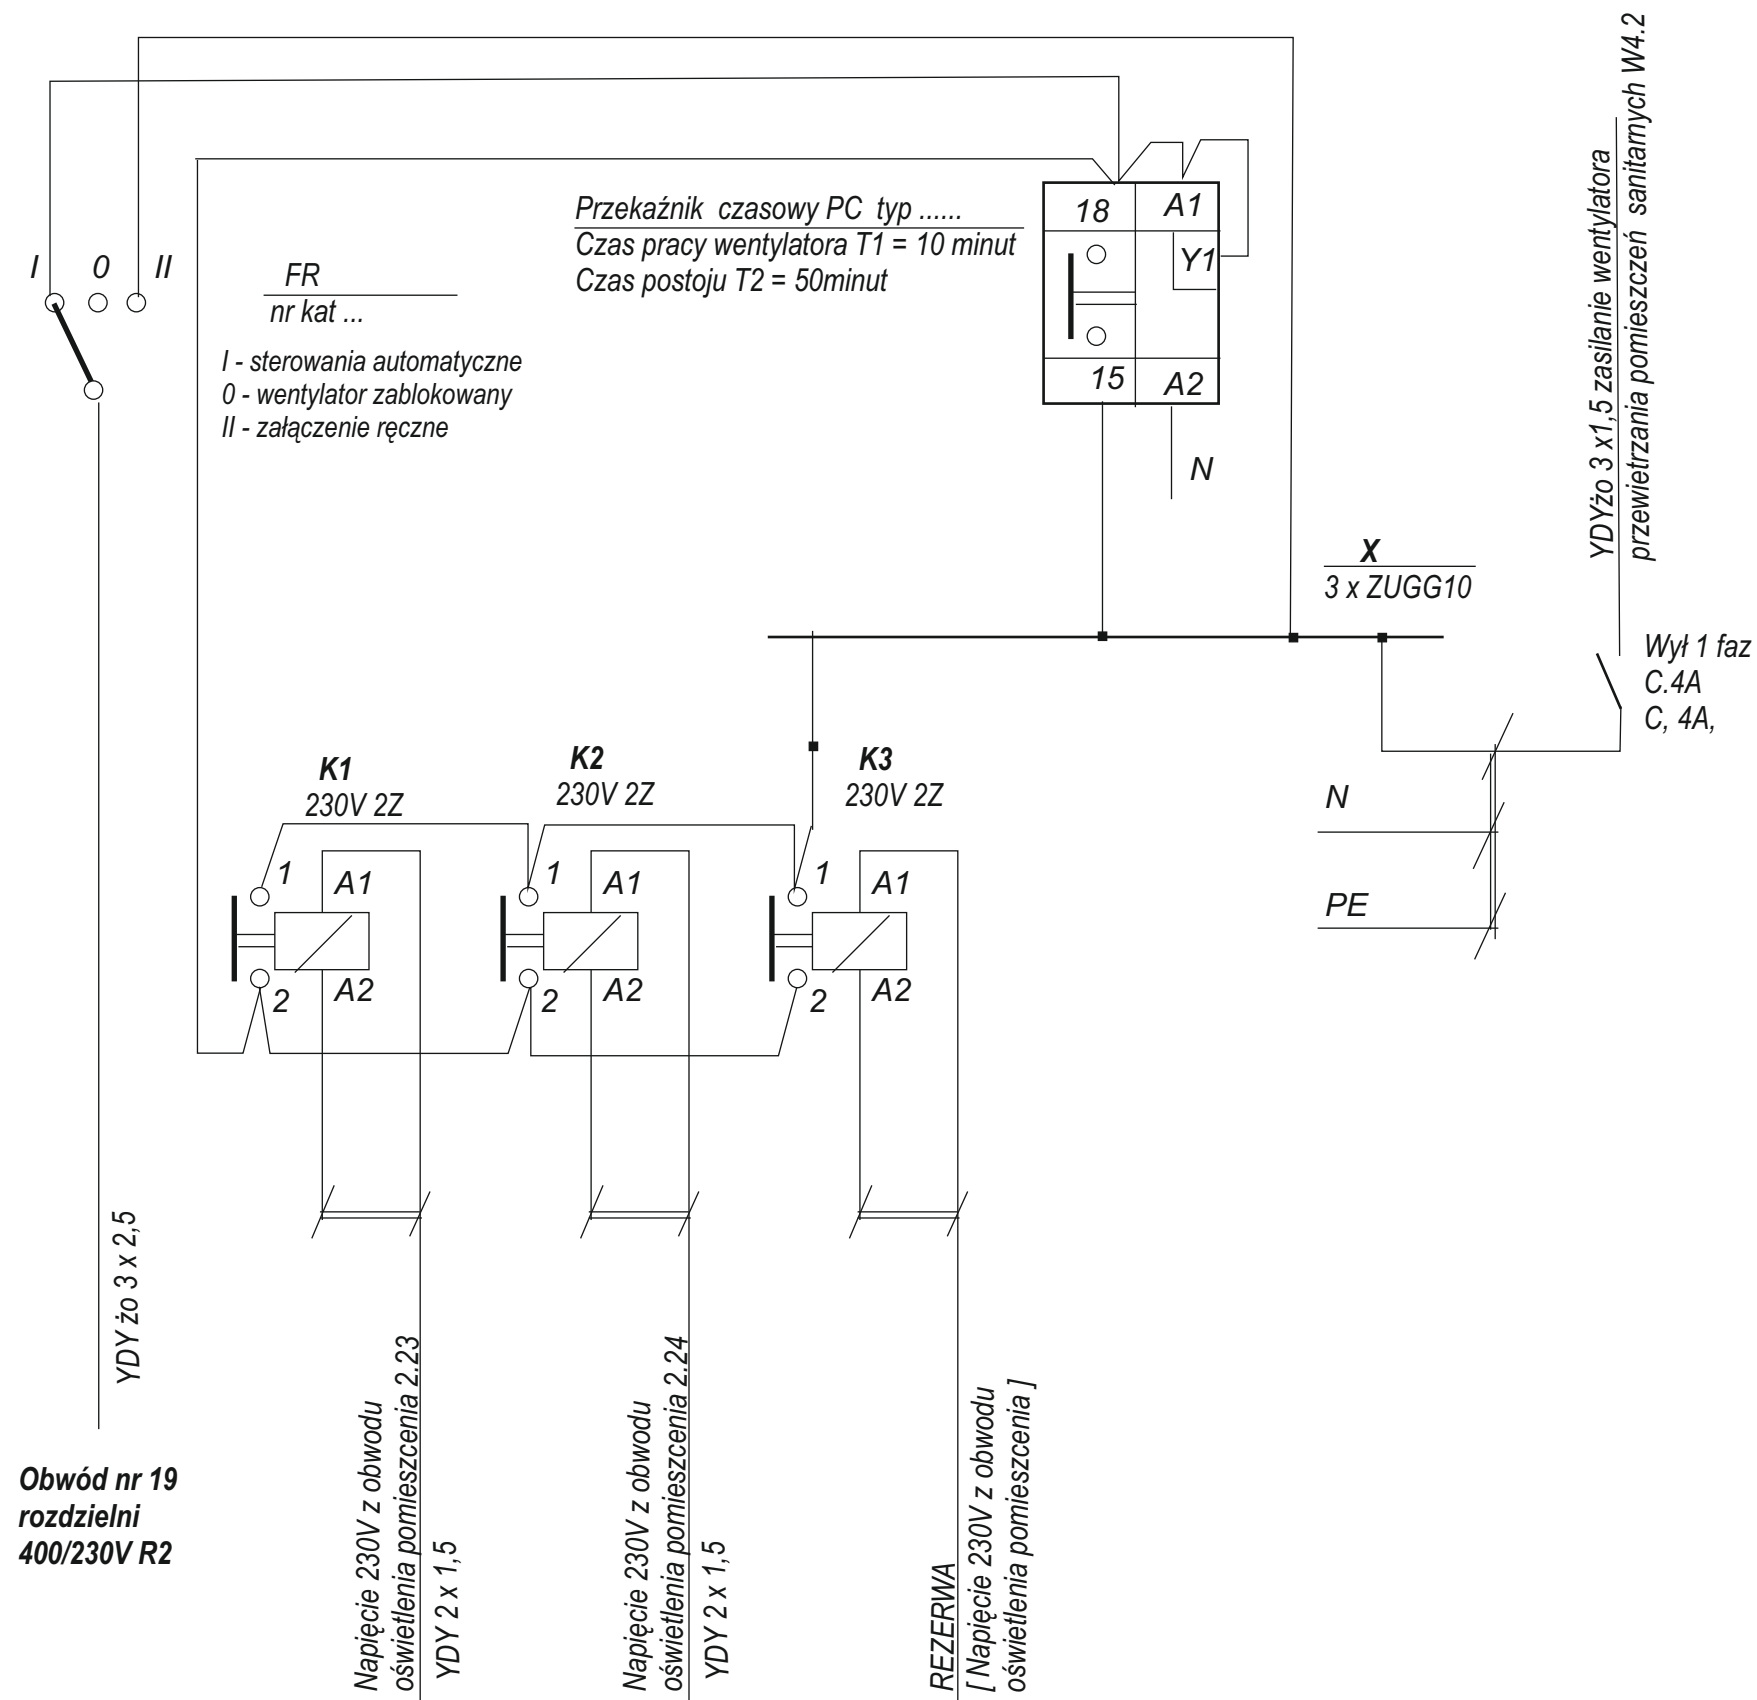 I 0 II
FR
nr kat ...
I - sterowania automatyczne
0 - wentylator zablokowany
II - załączenie ręczne
Przekaźnik czasowy PC typ ......
Czas pracy wentylatora T1 = 10 minut
Czas postoju T2 = 50minut
18 A1
Y1
15 A2
N
X
3 x ZUGG10
YDYżo 3 x1,5 zasilanie wentylatora
przewietrzania pomieszczeń sanitarnych W4.2
Wył 1 faz
C.4A
C, 4A,
N
PE
K1
230V 2Z
1
A1
A2
2
K2
230V 2Z
1
A1
A2
2
K3
230V 2Z
1
A1
A2
2
YDY żo 3 x 2,5
Obwód nr 19
rozdzielni
400/230V R2
Napięcie 230V z obwodu
oświetlenia pomieszcenia 2.23
YDY 2 x 1,5
Napięcie 230V z obwodu
oświetlenia pomieszcenia 2.24
YDY 2 x 1,5
REZERWA
[ Napięcie 230V z obwodu
oświetlenia pomieszcenia ]